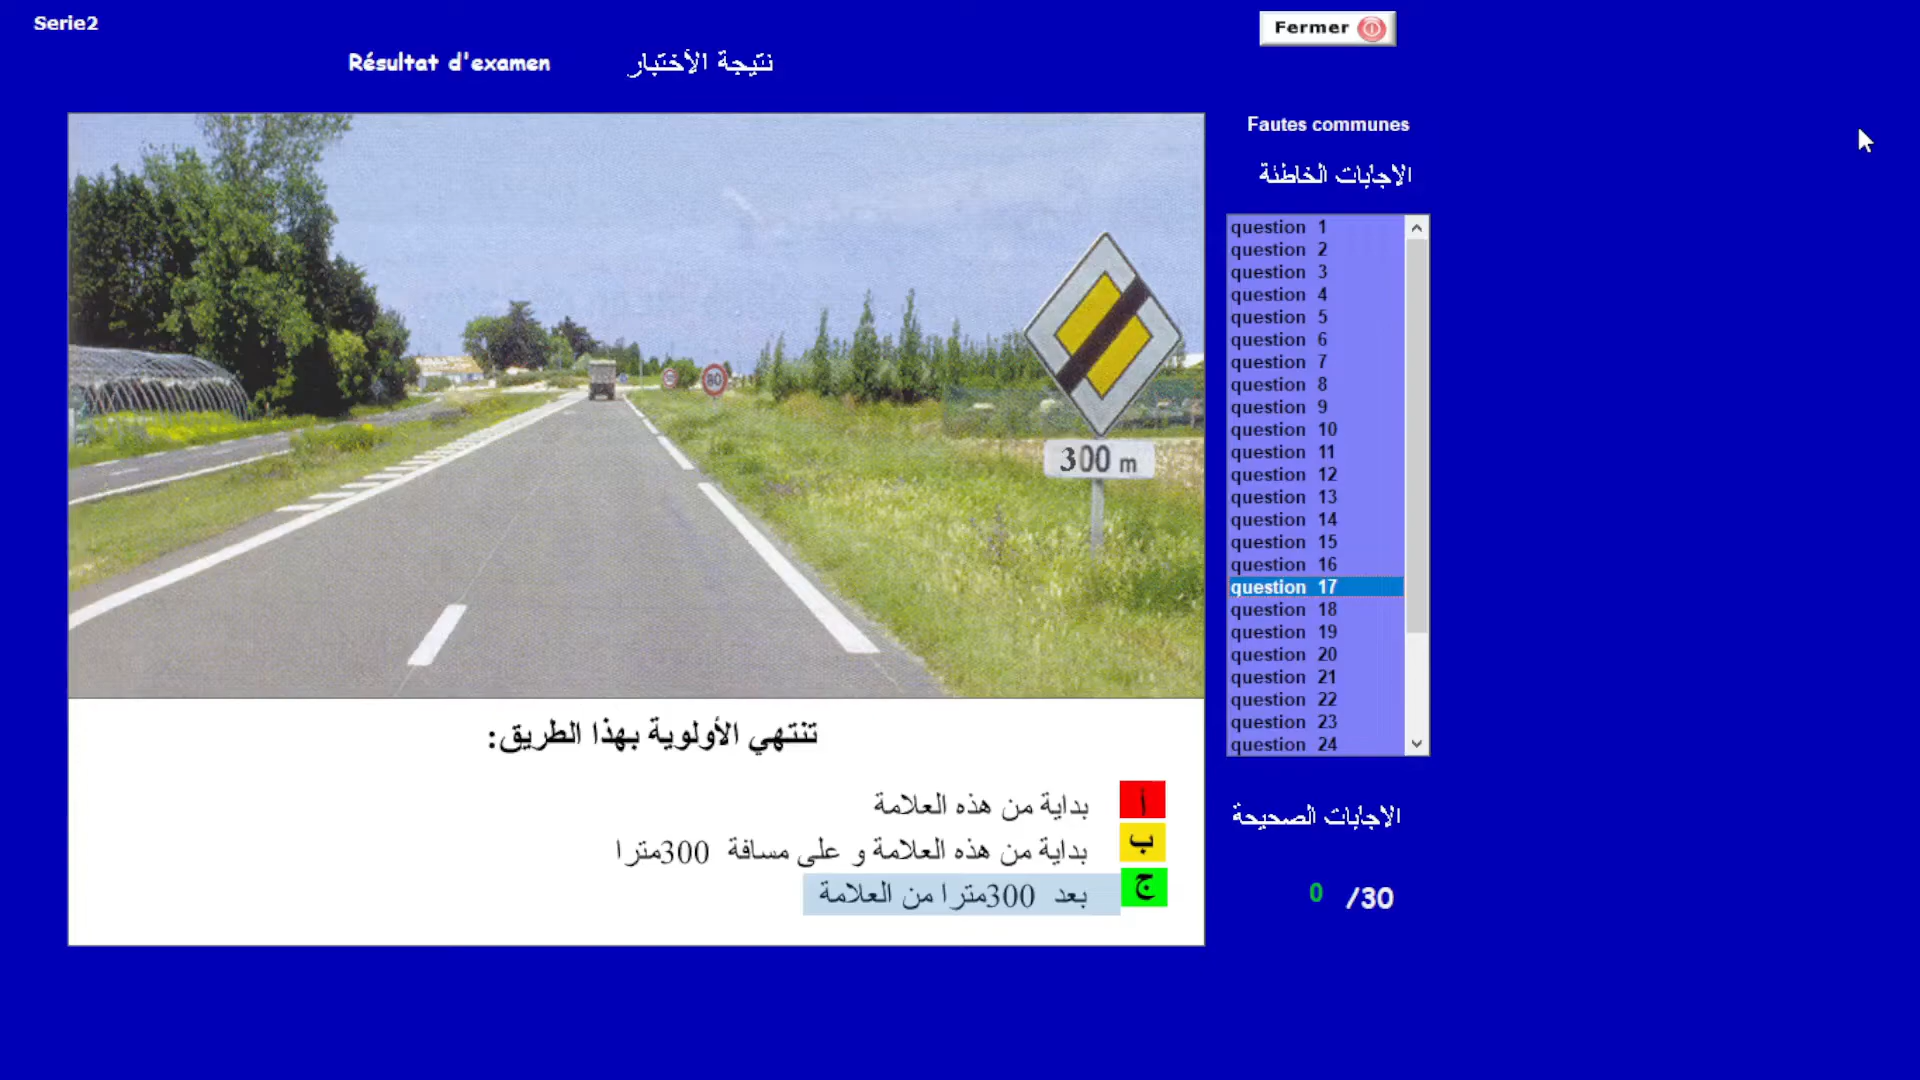 Serie2
Fermer
Résultat d'examen
نتيجة الأختبار
Fautes communes
الاجابات الخاطئة
80
300 m
question 1
question 2
question 3
question 4
question 5
question 6
question 7
question 8
question 9
question 10
question 11
question 12
question 13
question 14
question 15
question 16
question 17
question 18
question 19
question 20
question 21
question 22
question 23
question 24
تنتهي الأولوية بهذا الطريق:
أ بداية من هذه العلامة
ب بداية من هذه العلامة و على مسافة 300مترا
ج بعد 300مترا من العلامة
الاجابات الصحيحة
0 /30